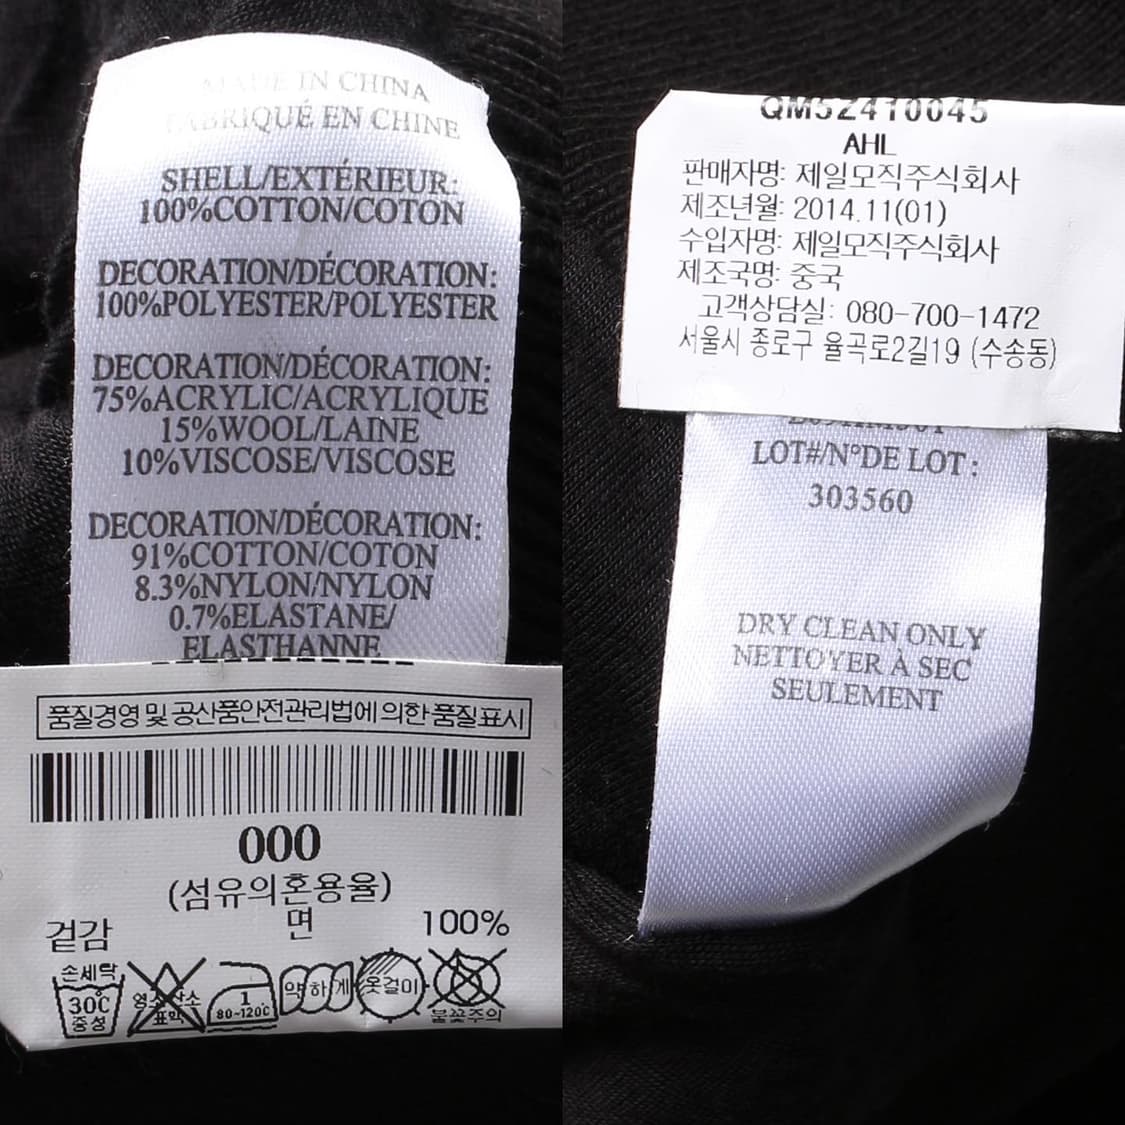 MADE IN CHINA
FABRIQUÉ EN CHINE
SHELL/EXTÉRIEUR:
100%COTTON/COTON
DECORATION/DÉCORATION:
100%POLYESTER/POLYESTER
DECORATION/DÉCORATION:
75%ACRYLIC/ACRYLIQUE
15%WOOL/LAINE
10%VISCOSE/VISCOSE
DECORATION/DÉCORATION:
91%COTTON/COTON
8.3%NYLON/NYLON
0.7%ELASTANE/
ELASTHANNE
품질경영 및 공산품안전관리법에 의한 품질표시
000
(섬유의혼용율)
겉감 면 100%
손세탁
30℃
중성
염소산소
표백
1
80~120℃
약하게
옷걸이
불꽃주의
QM52410045
AHL
판매자명: 제일모직주식회사
제조년월: 2014.11(01)
수입자명: 제일모직주식회사
제조국명: 중국
고객상담실: 080-700-1472
서울시 종로구 율곡로2길19 (수송동)
LOT#/N°DE LOT:
303560
DRY CLEAN ONLY
NETTOYER À SEC
SEULEMENT